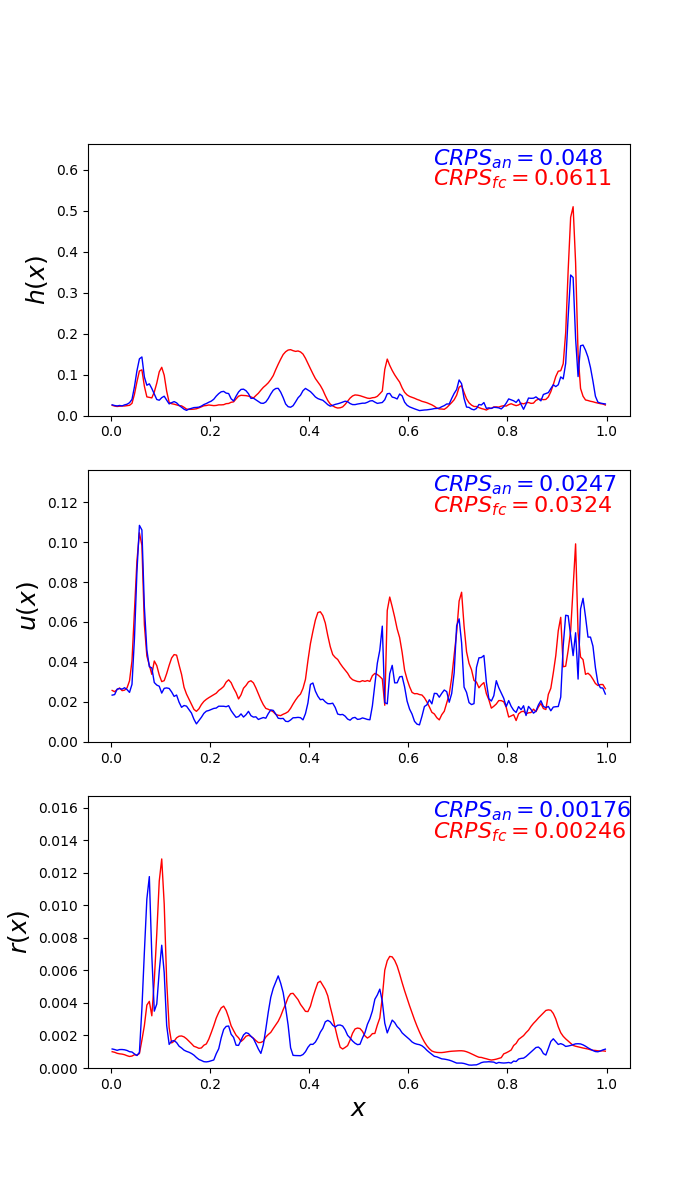 CRPS_an = 0.048
CRPS_fc = 0.0611
0.6
0.5
0.4
0.3
0.2
0.1
0.0
h(x)
0.0 0.2 0.4 0.6 0.8 1.0
CRPS_an = 0.0247
CRPS_fc = 0.0324
0.12
0.10
0.08
0.06
0.04
0.02
0.00
u(x)
0.0 0.2 0.4 0.6 0.8 1.0
CRPS_an = 0.00176
CRPS_fc = 0.00246
0.016
0.014
0.012
0.010
0.008
0.006
0.004
0.002
0.000
r(x)
0.0 0.2 0.4 0.6 0.8 1.0
x